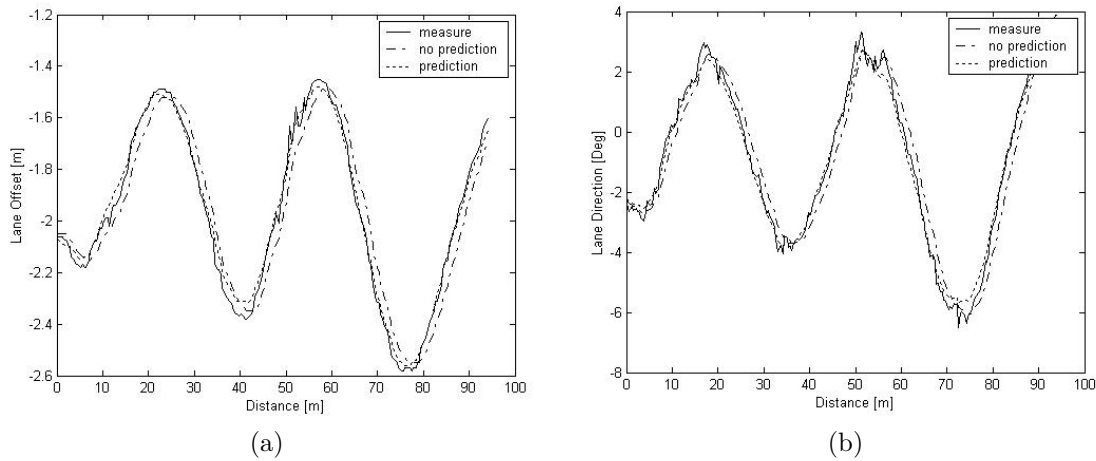 -1.2
-1.4
-1.6
-1.8
-2
-2.2
-2.4
-2.6
Lane Offset [m]
0 10 20 30 40 50 60 70 80 90 100
Distance [m]
measure
no prediction
prediction
(a)
4
2
0
-2
-4
-6
-8
Lane Direction [Deg]
0 10 20 30 40 50 60 70 80 90 100
Distance [m]
measure
no prediction
prediction
(b)